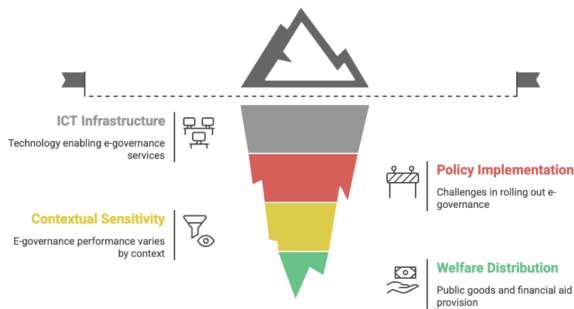 ICT Infrastructure
Technology enabling e-governance
services
Policy Implementation
Challenges in rolling out e-
governance
Contextual Sensitivity
E-governance performance varies
by context
Welfare Distribution
Public goods and financial aid
provision